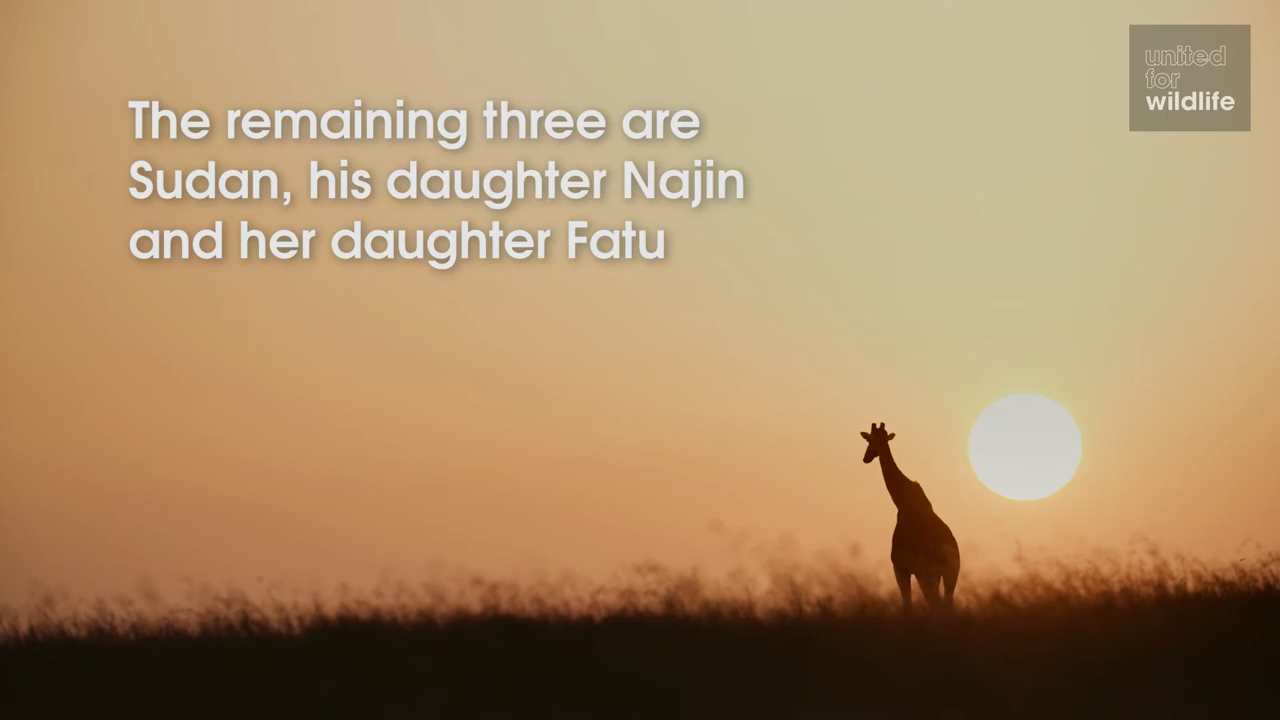 The remaining three are
Sudan, his daughter Najin
and her daughter Fatu
united
for
wildlife